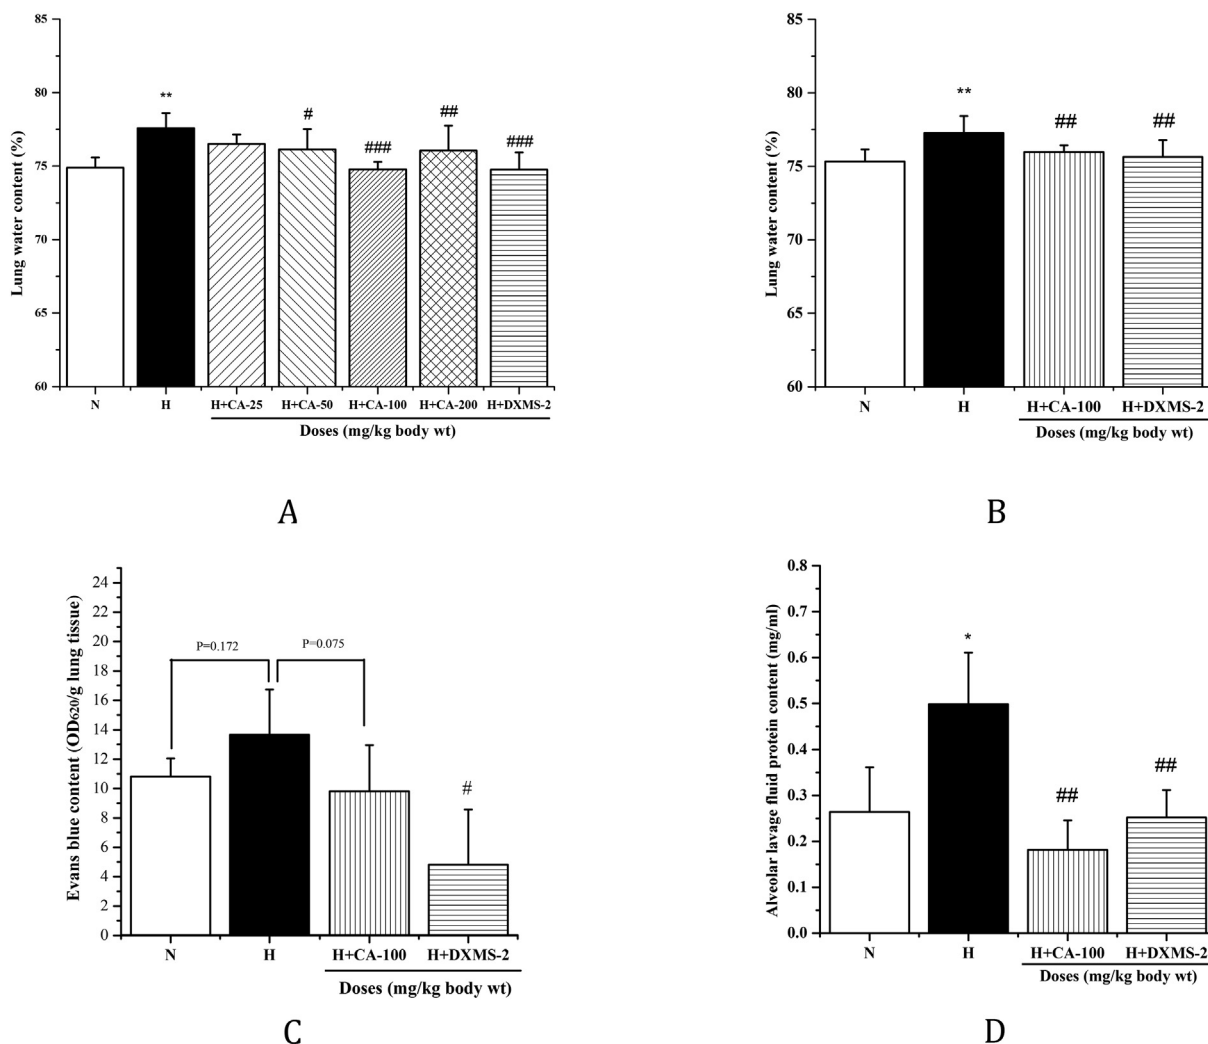 85
80
75
70
65
60
Lung water content (%)
**
#
###
##
###
N H H+CA-25 H+CA-50 H+CA-100 H+CA-200 H+DXMS-2
Doses (mg/kg body wt)
A
85
80
75
70
65
60
Lung water content (%)
**
##
##
N H H+CA-100 H+DXMS-2
Doses (mg/kg body wt)
B
24
22
20
18
16
14
12
10
8
6
4
2
0
Evans blue content (OD620/g lung tissue)
P=0.172
P=0.075
#
N H H+CA-100 H+DXMS-2
Doses (mg/kg body wt)
C
0.8
0.7
0.6
0.5
0.4
0.3
0.2
0.1
0.0
Alveolar lavage fluid protein content (mg/ml)
*
##
##
N H H+CA-100 H+DXMS-2
Doses (mg/kg body wt)
D